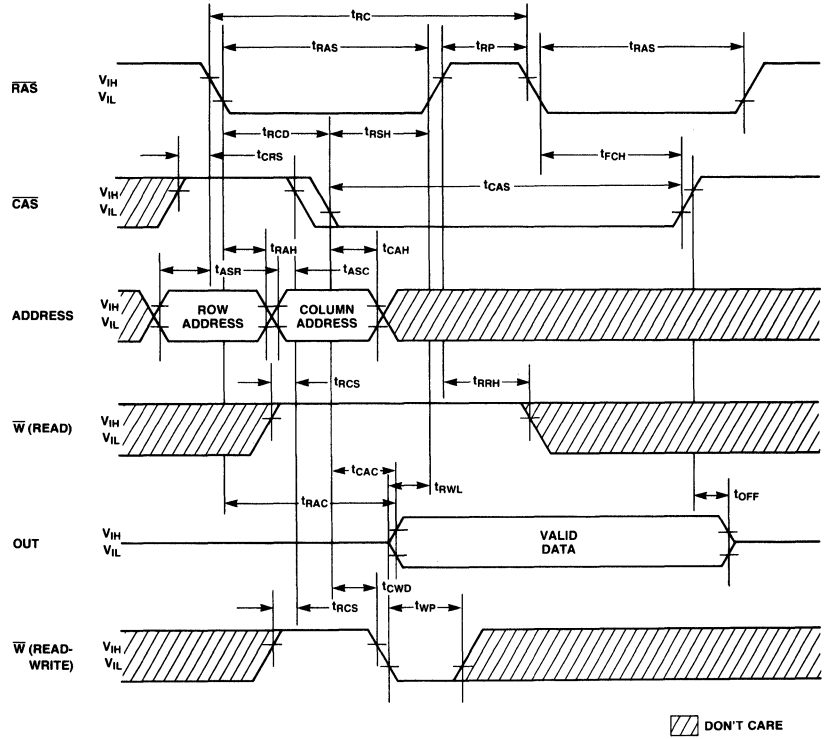 tRC
tRAS
tRP
tRAS
RAS
VIH
VIL
tRCD
tRSH
tCRS
tFCH
tCAS
CAS
VIH
VIL
tRAH
tCAH
tASR
tASC
ADDRESS
VIH
VIL
ROW
ADDRESS
COLUMN
ADDRESS
tRCS
tRRH
W (READ)
VIH
VIL
tCAC
tRWL
tRAC
tOFF
OUT
VIH
VIL
VALID
DATA
tCWD
tRCS
tWP
W (READ-
WRITE)
VIH
VIL
DON'T CARE